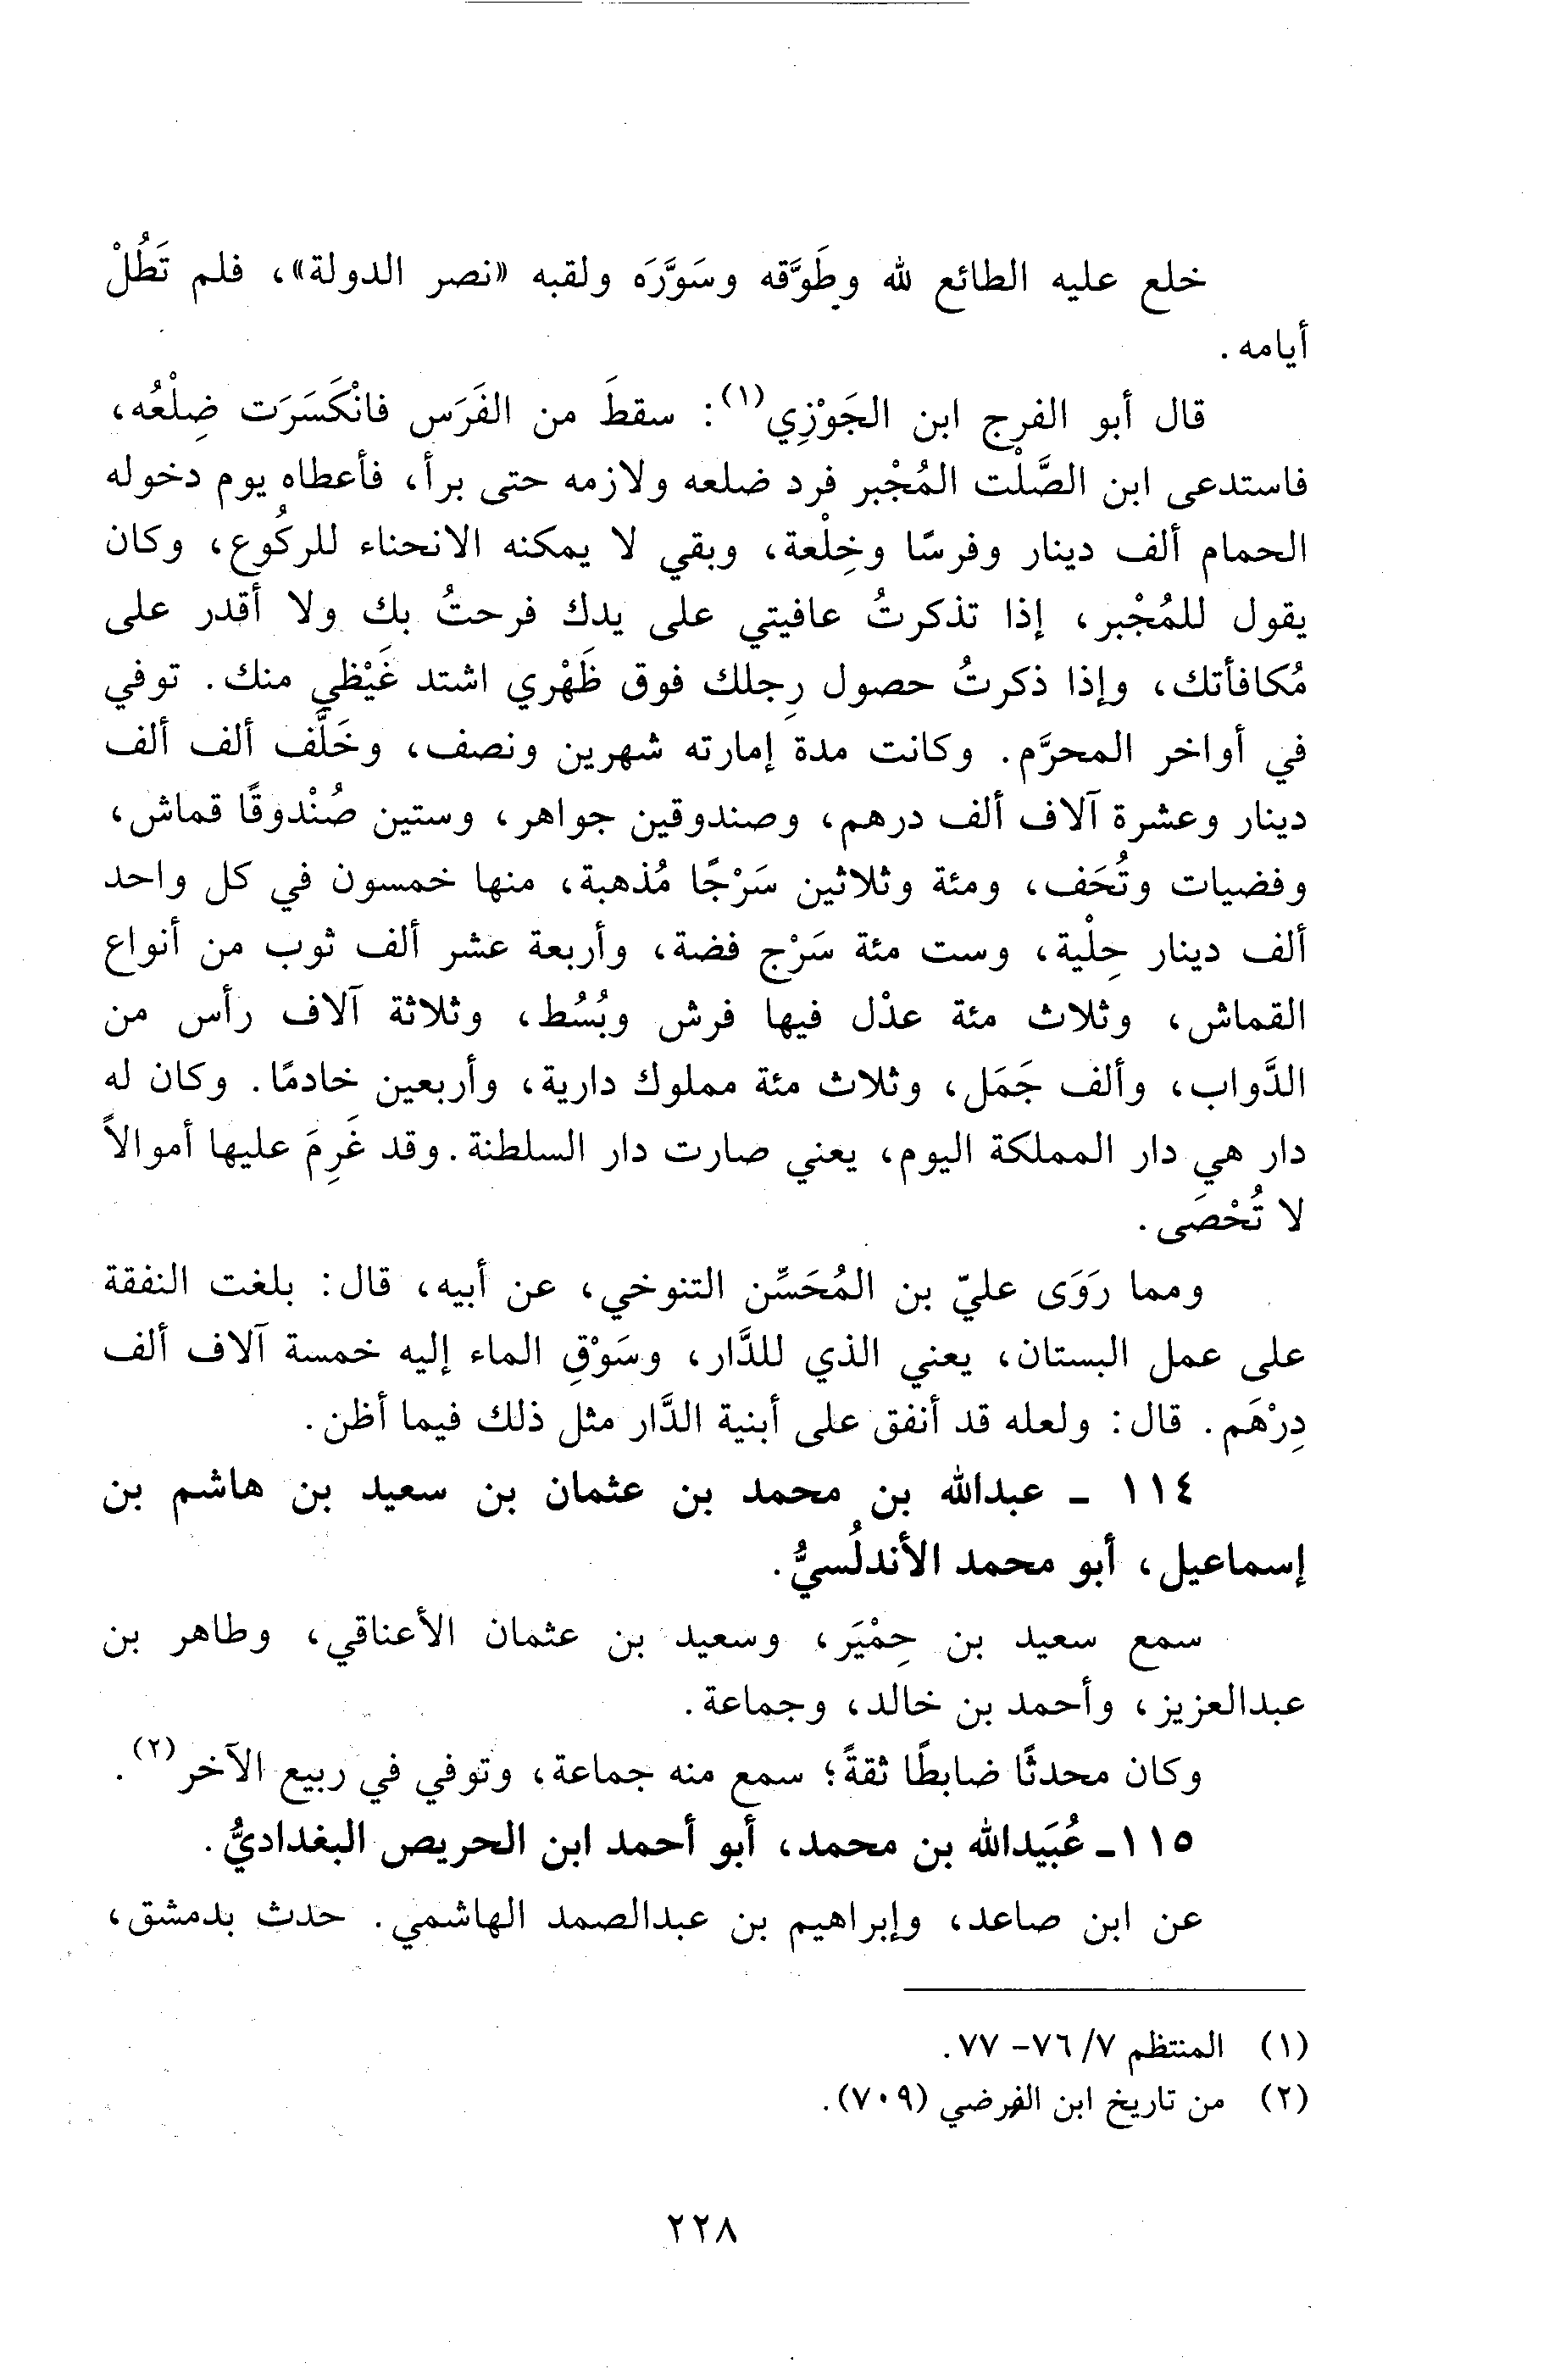 خلع عليه الطائع لله وطَوَّقه وسَوَّرَه ولقبه «نصر الدولة»، فلم تَطُلْ
أيامه.
قال أبو الفرج ابن الجَوْزِي(١): سقطَ من الفَرَس فانْكَسَرَت ضِلْعُه،
فاستدعى ابن الصَّلْت المُجْبر فرد ضلعه ولازمه حتى برأ، فأعطاه يوم دخوله
الحمام ألف دينار وفرسًا وخِلْعة، وبقي لا يمكنه الانحناء للركُوع، وكان
يقول للمُجْبر، إذا تذكرتُ عافيتي على يدك فرحتُ بك ولا أقدر على
مُكافأتك، وإذا ذكرتُ حصول رِجلك فوق ظَهْري اشتد غَيْظي منك. توفي
في أواخر المحرَّم. وكانت مدة إمارته شهرين ونصف، وخَلَّف ألف ألف
دينار وعشرة آلاف ألف درهم، وصندوقين جواهر، وستين صُنْدوقًا قماش،
وفضيات وتُحَف، ومئة وثلاثين سَرْجًا مُذهبة، منها خمسون في كل واحد
ألف دينار حِلْية، وست مئة سَرْج فضة، وأربعة عشر ألف ثوب من أنواع
القماش، وثلاث مئة عدْل فيها فرش وبُسُط، وثلاثة آلاف رأس من
الدَّواب، وألف جَمَل، وثلاث مئة مملوك دارية، وأربعين خادمًا. وكان له
دار هي دار المملكة اليوم، يعني صارت دار السلطنة. وقد غَرِمَ عليها أموالاً
لا تُحْصَى.
ومما رَوَى عليّ بن المُحَسِّن التنوخي، عن أبيه، قال: بلغت النفقة
على عمل البستان، يعني الذي للدَّار، وسَوْقِ الماء إليه خمسة آلاف ألف
دِرْهَم. قال: ولعله قد أنفق على أبنية الدَّار مثل ذلك فيما أظن.
١١٤ ـ عبدالله بن محمد بن عثمان بن سعيد بن هاشم بن
إسماعيل، أبو محمد الأندلُسيُّ.
سمع سعيد بن حِمْيَر، وسعيد بن عثمان الأعناقي، وطاهر بن
عبدالعزيز، وأحمد بن خالد، وجماعة.
وكان محدثًا ضابطًا ثقةً؛ سمع منه جماعة، وتوفي في ربيع الآخر(٢).
١١٥ ـ عُبَيدالله بن محمد، أبو أحمد ابن الحريص البغداديُّ.
عن ابن صاعد، وإبراهيم بن عبدالصمد الهاشمي. حدث بدمشق،
(١) المنتظم ٧/ ٧٦ - ٧٧.
(٢) من تاريخ ابن الفرضي (٧٠٩).
٢٢٨